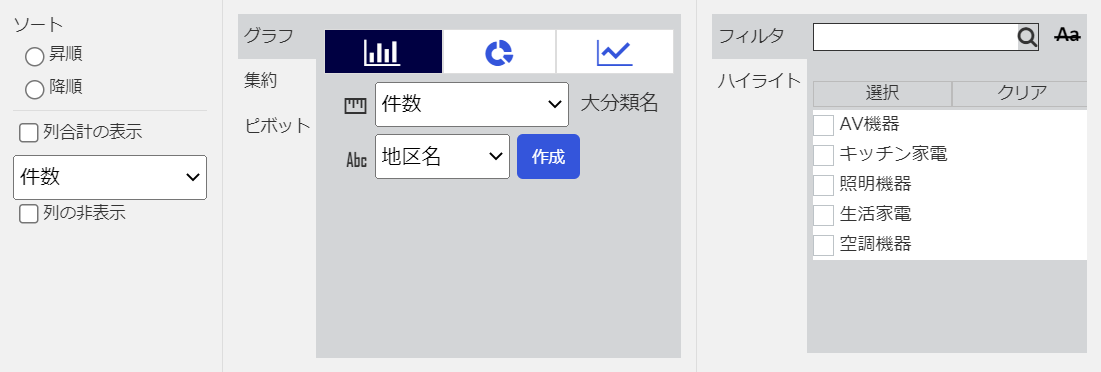 ソート
昇順
降順
列合計の表示
件数
列の非表示
グラフ
集約
ピボット
件数 大分類名
Abc 地区名 作成
フィルタ Aa
ハイライト
選択 クリア
AV機器
キッチン家電
照明機器
生活家電
空調機器